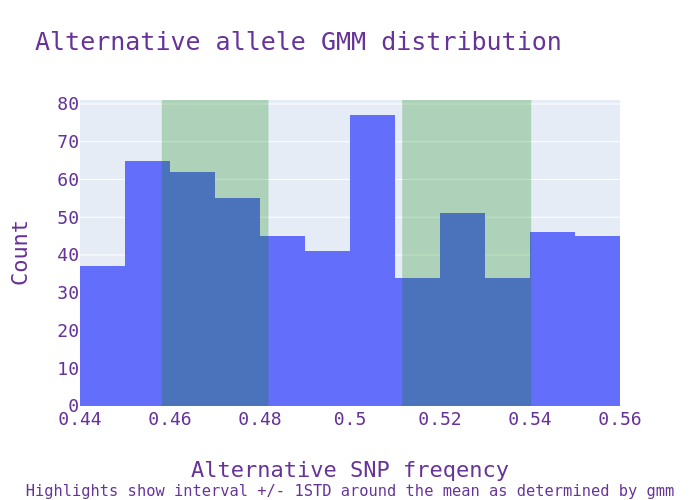 Alternative allele GMM distribution
80
70
60
50
40
30
20
10
0
Count
0.44 0.46 0.48 0.5 0.52 0.54 0.56
Alternative SNP freqency
Highlights show interval +/- 1STD around the mean as determined by gmm